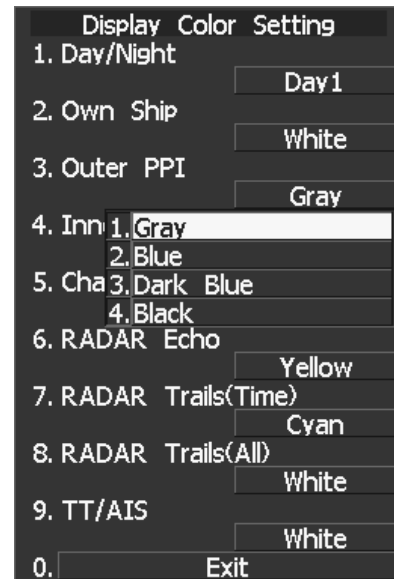 Display Color Setting
1. Day/Night
Day1
2. Own Ship
White
3. Outer PPI
Gray
4. Inn
1. Gray
2. Blue
5. Cha
3. Dark Blue
4. Black
6. RADAR Echo
Yellow
7. RADAR Trails(Time)
Cyan
8. RADAR Trails(All)
White
9. TT/AIS
White
0. Exit